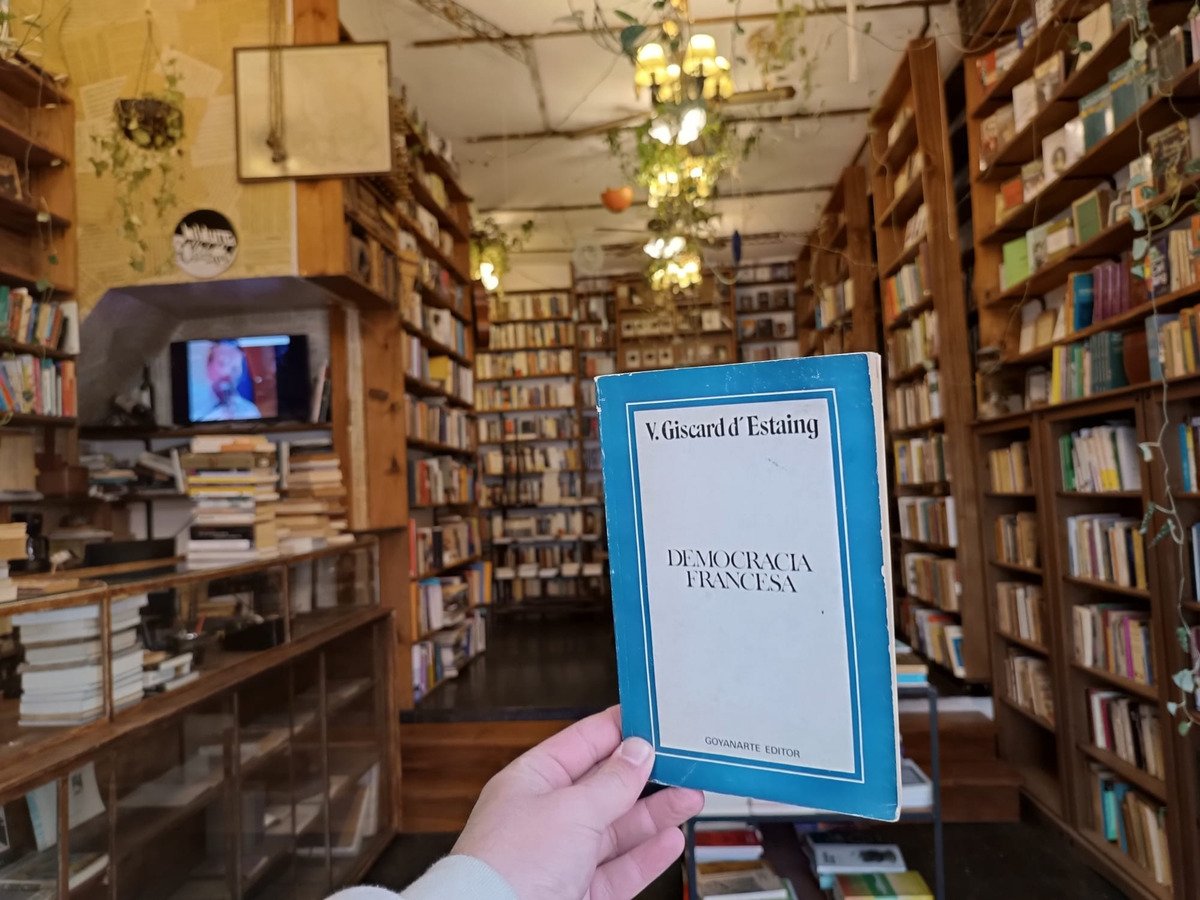 V. Giscard d´Estaing
DEMOCRACIA
FRANCESA
GOYANARTE EDITOR